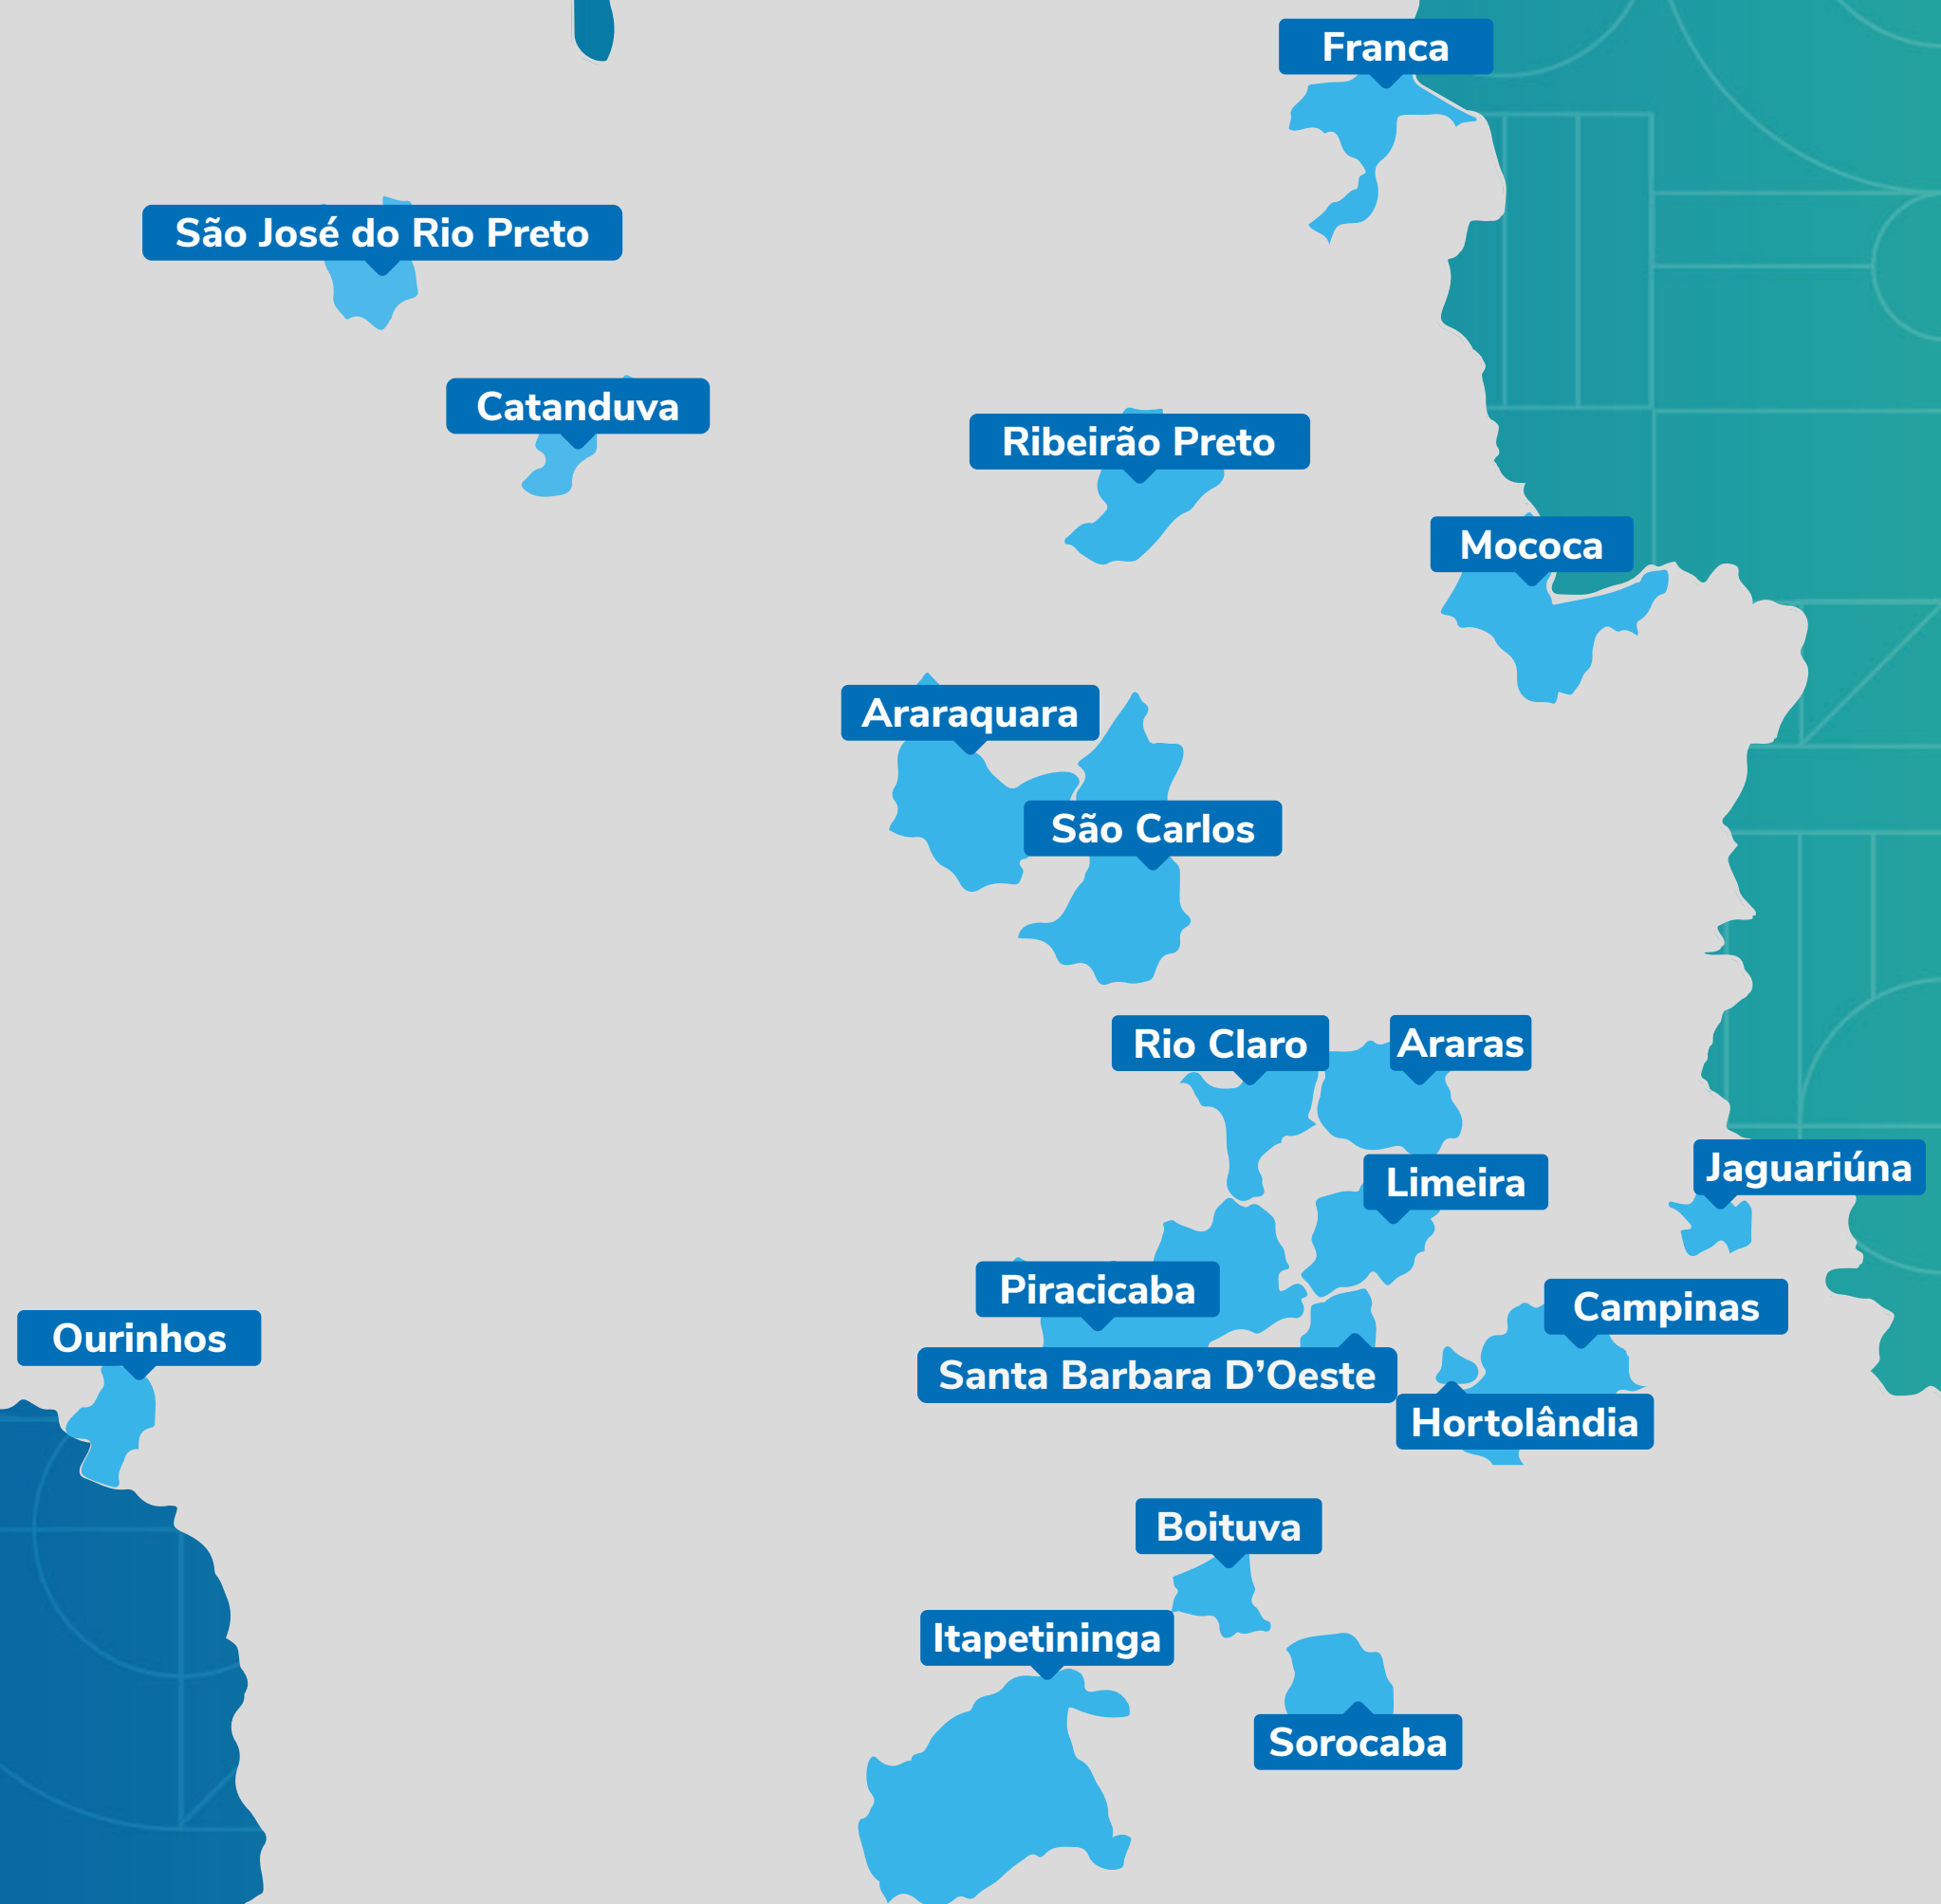 Franca
São José do Rio Preto
Catanduva
Ribeirão Preto
Mococa
Araraquara
São Carlos
Rio Claro
Araras
Jaguariúna
Limeira
Piracicaba
Campinas
Ourinhos
Santa Barbara D’Oeste
Hortolândia
Boituva
Itapetininga
Sorocaba